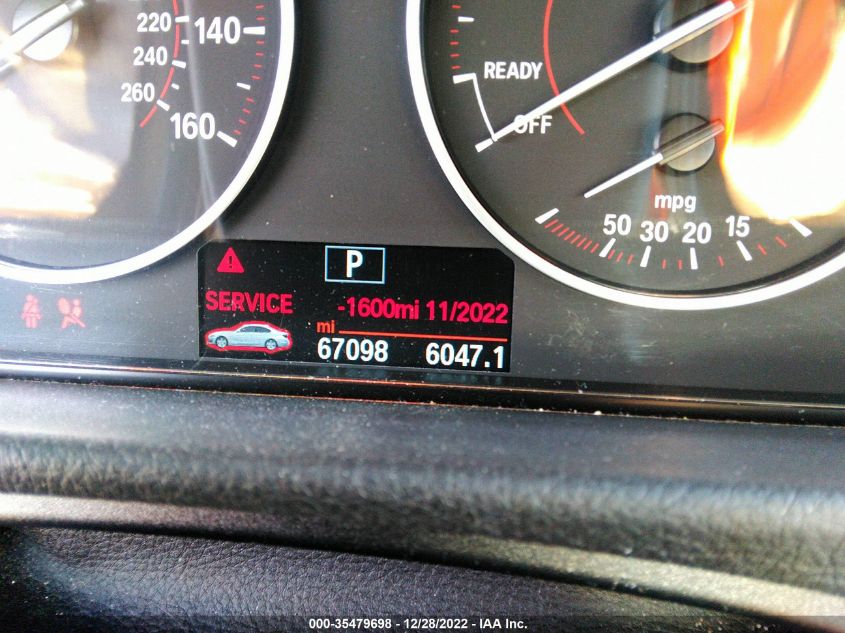 220
140
240
260
160
READY
OFF
mpg
50 30 20 15
P
SERVICE
-1600mi 11/2022
mi
67098 6047.1
000-35479698 - 12/28/2022 - IAA Inc.